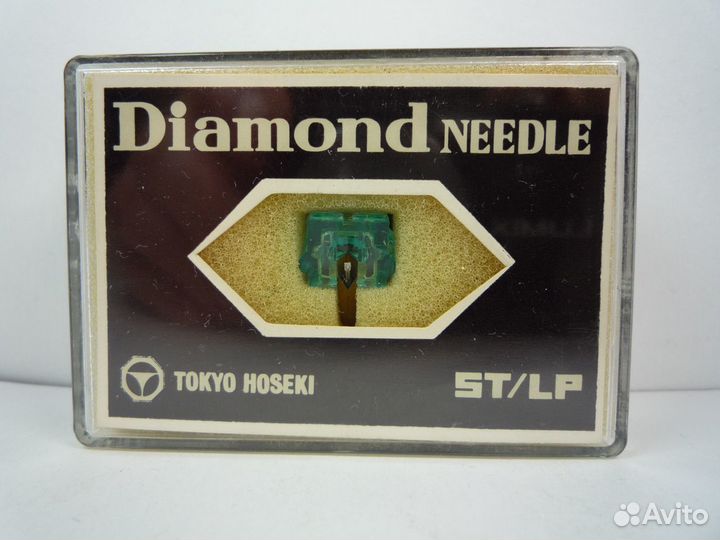 Diamond NEEDLE
TOKYO HOSEKI
ST/LP
Avito